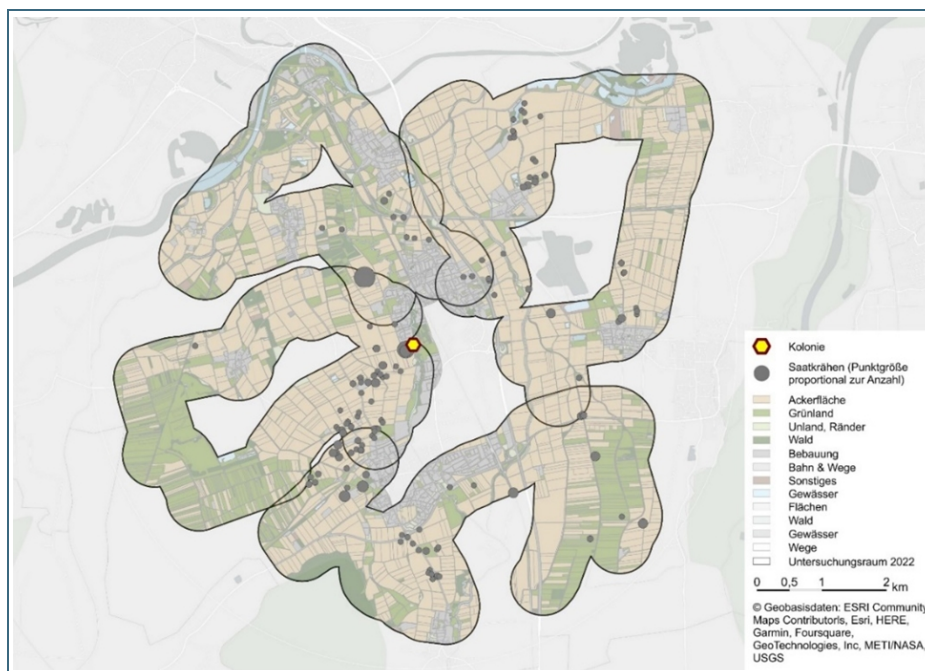 Kolonie
Saatkrähen (Punktgröße
proportional zur Anzahl)
Ackerfläche
Grünland
Unland, Ränder
Wald
Bebauung
Bahn & Wege
Sonstiges
Gewässer
Flächen
Wald
Gewässer
Wege
Untersuchungsraum 2022
0 0,5 1 2
km
© Geobasisdaten: ESRI Community
Maps Contributorls, Esri, HERE,
Garmin, Foursquare,
GeoTechnologies, Inc, METI/NASA,
USGS